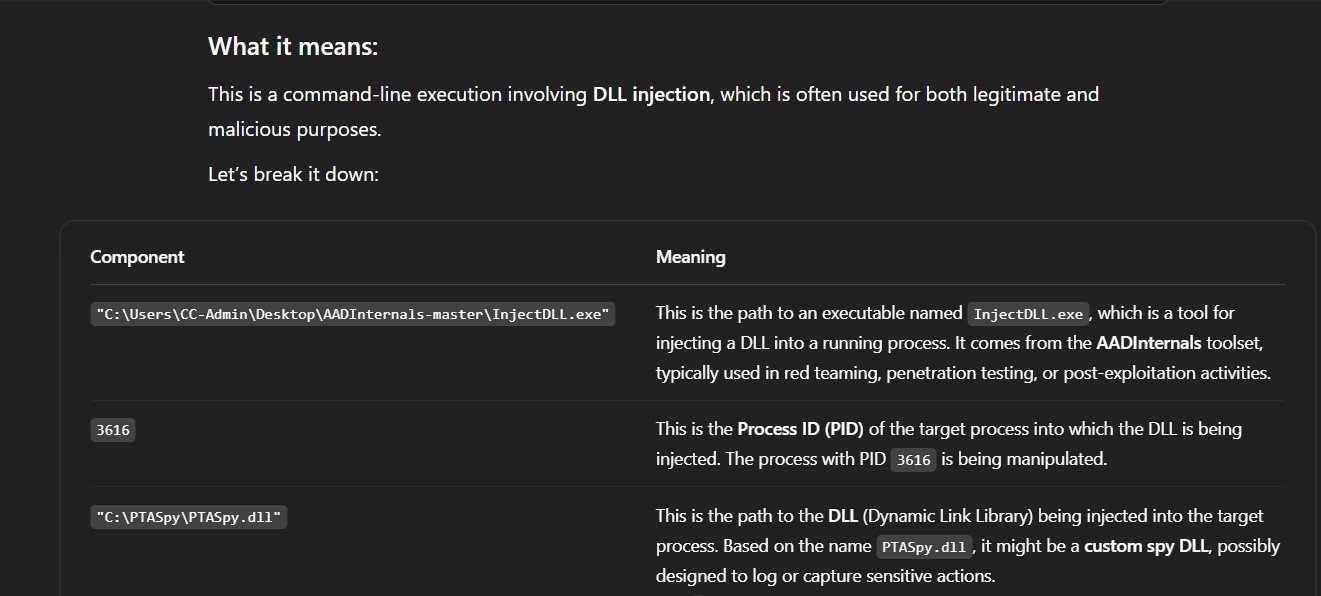 What it means:
This is a command-line execution involving DLL injection, which is often used for both legitimate and
malicious purposes.
Let's break it down:
Component Meaning
"C:\Users\CC-Admin\Desktop\AADInternals-master\InjectDLL.exe" This is the path to an executable named InjectDLL.exe, which is a tool for
injecting a DLL into a running process. It comes from the AADInternals toolset,
typically used in red teaming, penetration testing, or post-exploitation activities.
3616 This is the Process ID (PID) of the target process into which the DLL is being
injected. The process with PID 3616 is being manipulated.
"C:\PTASpy\PTASpy.dll" This is the path to the DLL (Dynamic Link Library) being injected into the target
process. Based on the name PTASpy.dll, it might be a custom spy DLL, possibly
designed to log or capture sensitive actions.